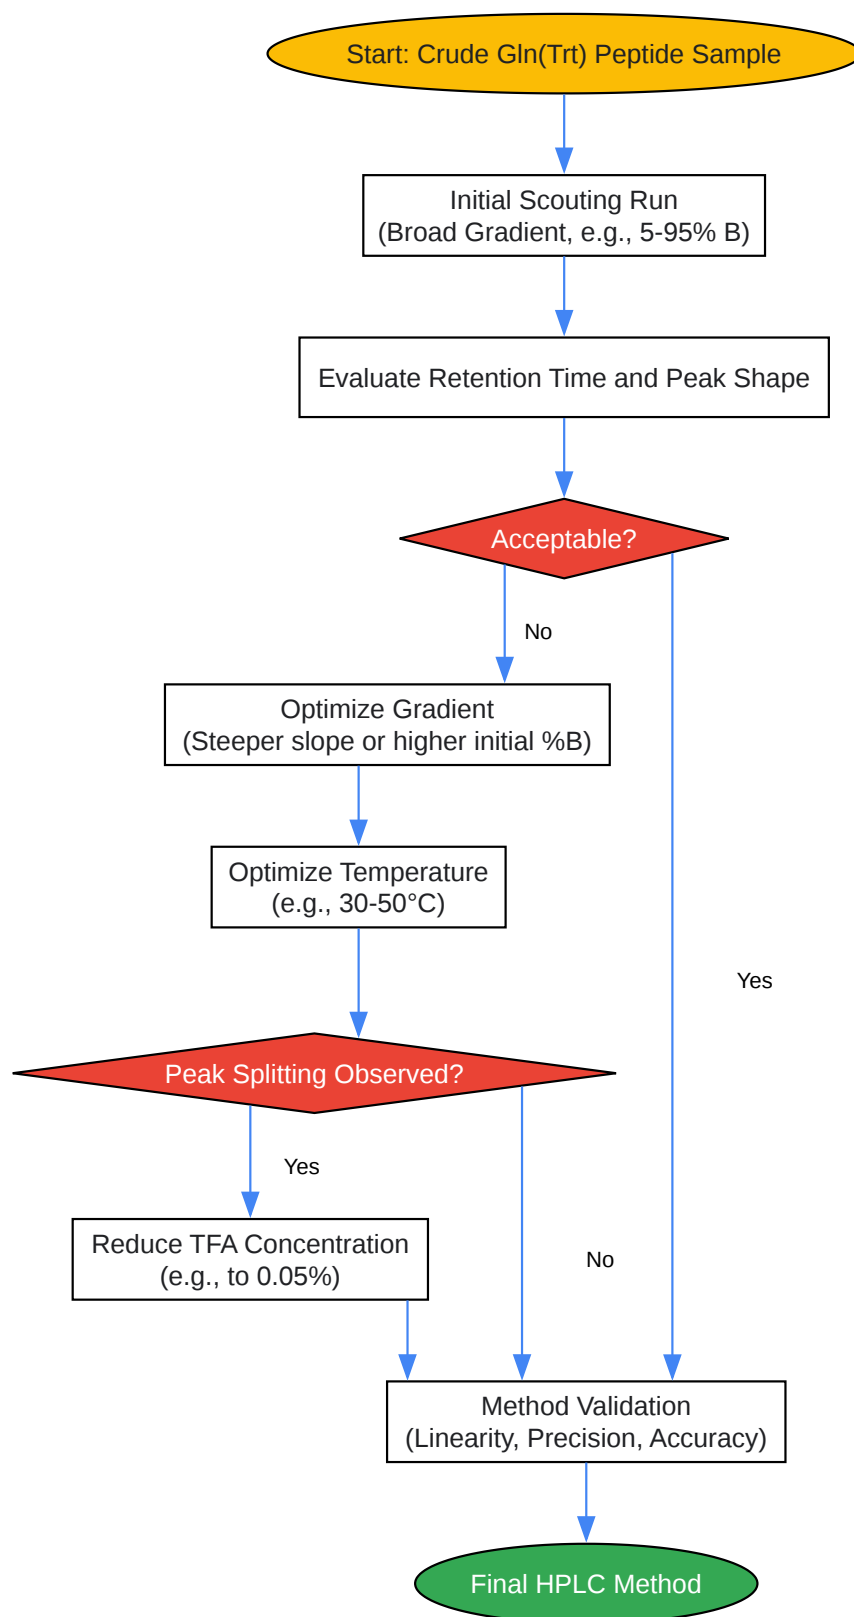 Start: Crude Gln(Trt) Peptide Sample
Initial Scouting Run
(Broad Gradient, e.g., 5-95% B)
Evaluate Retention Time and Peak Shape
Acceptable?
No
Optimize Gradient
(Steeper slope or higher initial %B)
Optimize Temperature
(e.g., 30-50°C)
Yes
Peak Splitting Observed?
Yes
Reduce TFA Concentration
(e.g., to 0.05%)
No
Method Validation
(Linearity, Precision, Accuracy)
Final HPLC Method